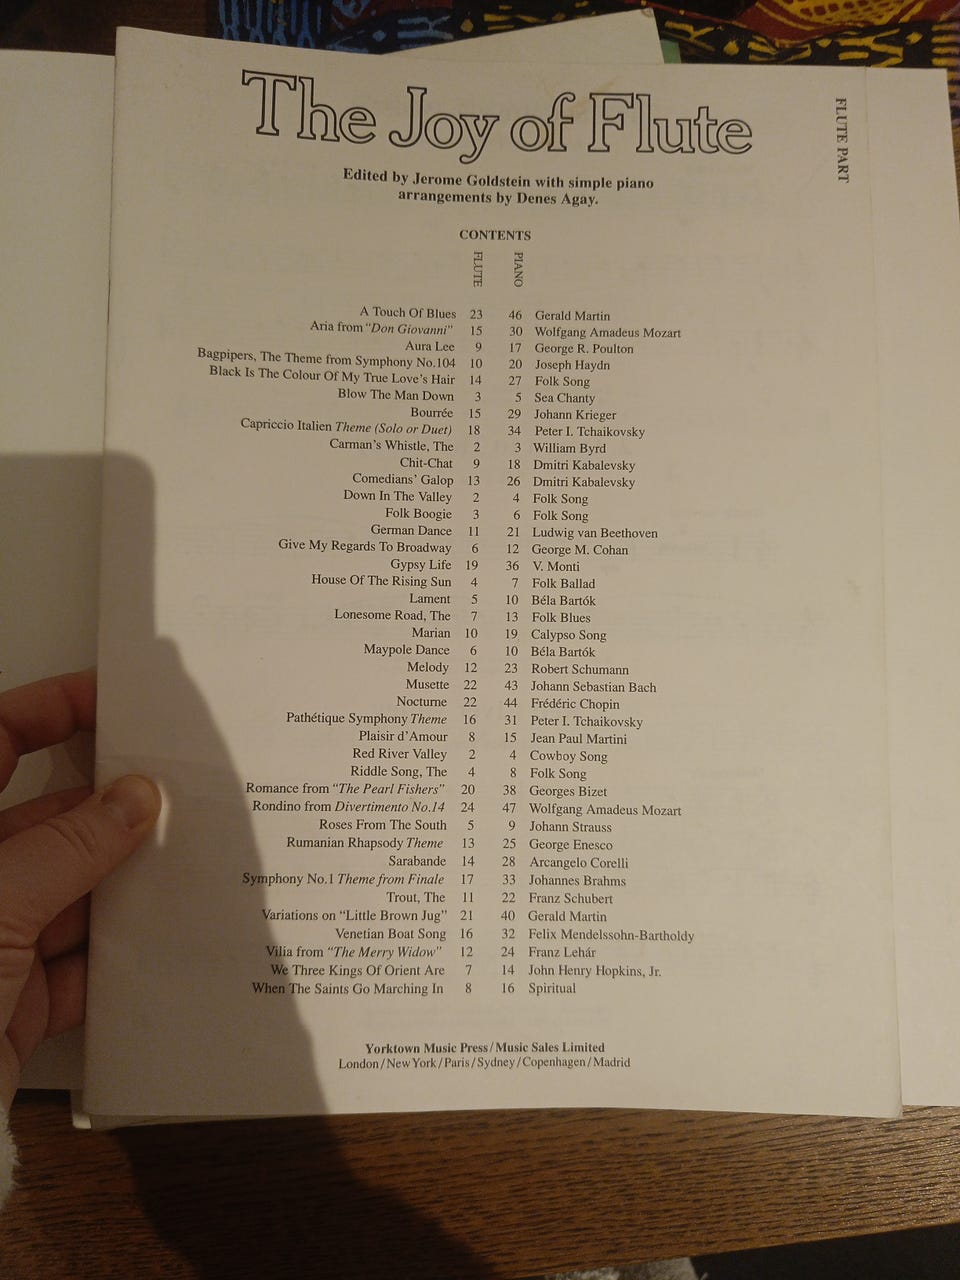 The Joy of Flute
FLUTE PART
Edited by Jerome Goldstein with simple piano
arrangements by Denes Agay.
CONTENTS
FLUTE PIANO
A Touch Of Blues 23 46 Gerald Martin
Aria from "Don Giovanni" 15 30 Wolfgang Amadeus Mozart
Aura Lee 9 17 George R. Poulton
Bagpipers, The Theme from Symphony No.104 10 20 Joseph Haydn
Black Is The Colour Of My True Love's Hair 14 27 Folk Song
Blow The Man Down 3 5 Sea Chanty
Bourrée 15 29 Johann Krieger
Capriccio Italien Theme (Solo or Duet) 18 34 Peter I. Tchaikovsky
Carman's Whistle, The 2 3 William Byrd
Chit-Chat 9 18 Dmitri Kabalevsky
Comedians' Galop 13 26 Dmitri Kabalevsky
Down In The Valley 2 4 Folk Song
Folk Boogie 3 6 Folk Song
German Dance 11 21 Ludwig van Beethoven
Give My Regards To Broadway 6 12 George M. Cohan
Gypsy Life 19 36 V. Monti
House Of The Rising Sun 4 7 Folk Ballad
Lament 5 10 Béla Bartók
Lonesome Road, The 7 13 Folk Blues
Marian 10 19 Calypso Song
Maypole Dance 6 10 Béla Bartók
Melody 12 23 Robert Schumann
Musette 22 43 Johann Sebastian Bach
Nocturne 22 44 Frédéric Chopin
Pathétique Symphony Theme 16 31 Peter I. Tchaikovsky
Plaisir d'Amour 8 15 Jean Paul Martini
Red River Valley 2 4 Cowboy Song
Riddle Song, The 4 8 Folk Song
Romance from "The Pearl Fishers" 20 38 Georges Bizet
Rondino from Divertimento No.14 24 47 Wolfgang Amadeus Mozart
Roses From The South 5 9 Johann Strauss
Rumanian Rhapsody Theme 13 25 George Enesco
Sarabande 14 28 Arcangelo Corelli
Symphony No.1 Theme from Finale 17 33 Johannes Brahms
Trout, The 11 22 Franz Schubert
Variations on "Little Brown Jug" 21 40 Gerald Martin
Venetian Boat Song 16 32 Felix Mendelssohn-Bartholdy
Vilia from "The Merry Widow" 12 24 Franz Lehár
We Three Kings Of Orient Are 7 14 John Henry Hopkins, Jr.
When The Saints Go Marching In 8 16 Spiritual
Yorktown Music Press/Music Sales Limited
London/New York/Paris/Sydney/Copenhagen/Madrid